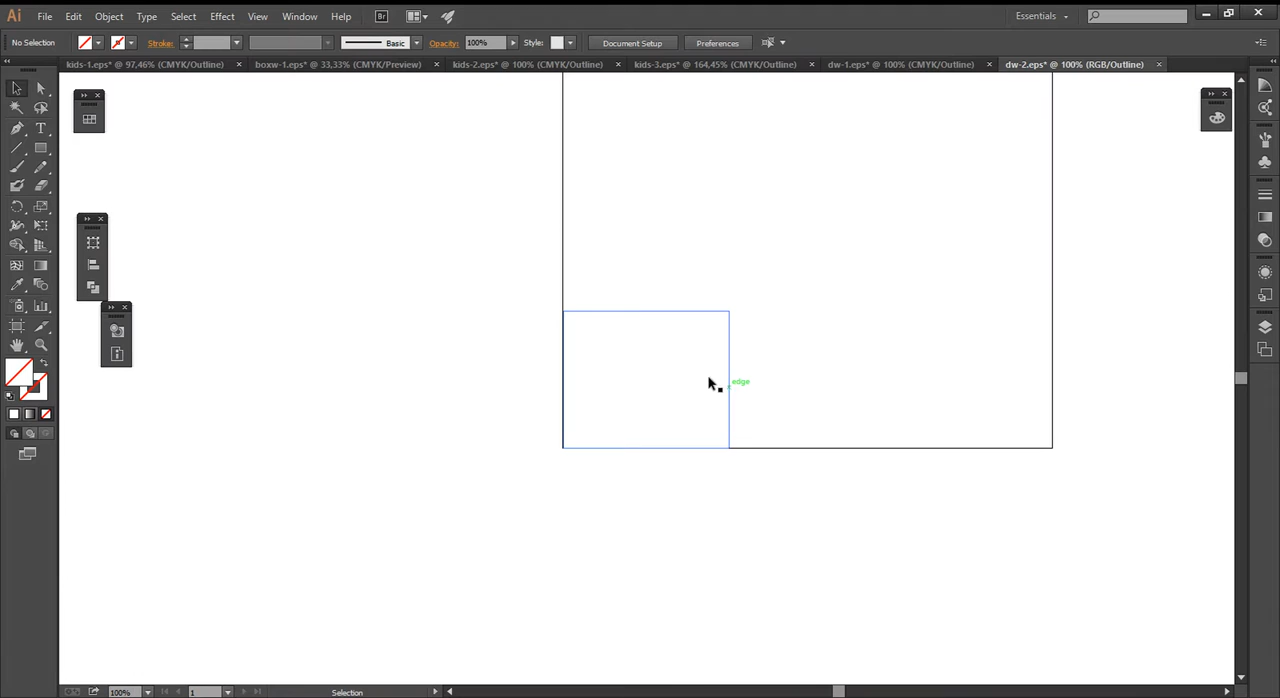 Ai File Edit Object Type Select Effect View Window Help Br Essentials
No Selection Stroke: Basic Opacity: 100% Style: Document Setup Preferences
kids-1.eps* @ 97,46% (CMYK/Outline) × boxw-1.eps* @ 33,33% (CMYK/Preview) × kids-2.eps* @ 100% (CMYK/Outline) × kids-3.eps* @ 164,45% (CMYK/Outline) × dw-1.eps* @ 100% (CMYK/Outline) × dw-2.eps* @ 100% (RGB/Outline) ×
edge
100% 1 Selection